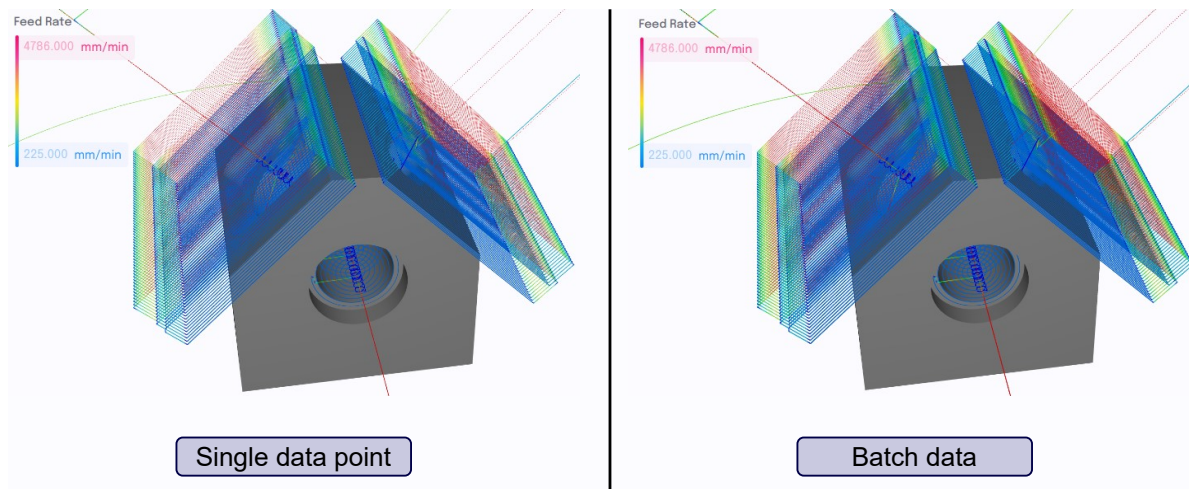 Feed Rate
4786.000 mm/min
225.000 mm/min
Single data point
Feed Rate
4786.000 mm/min
225.000 mm/min
Batch data